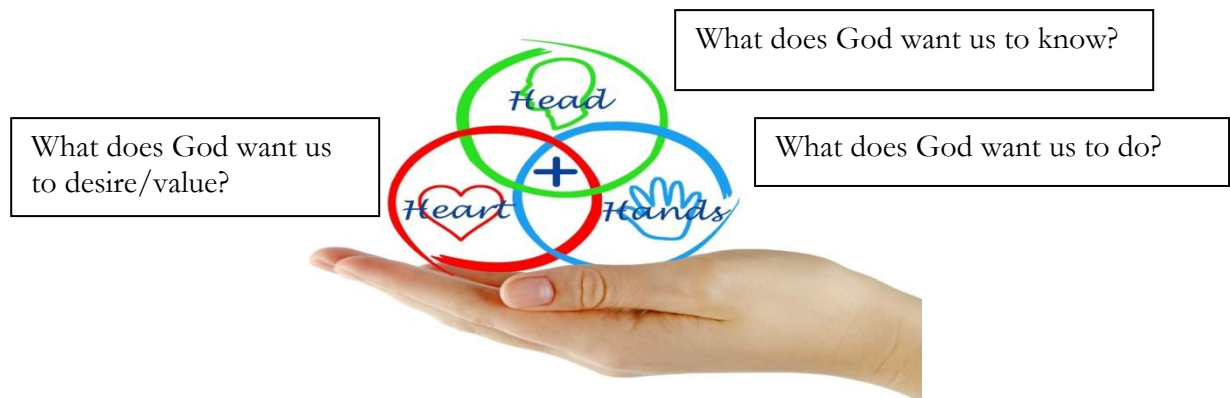 What does God want us to know?
Head
What does God want us
to desire/value?
What does God want us to do?
+
Heart
Hands